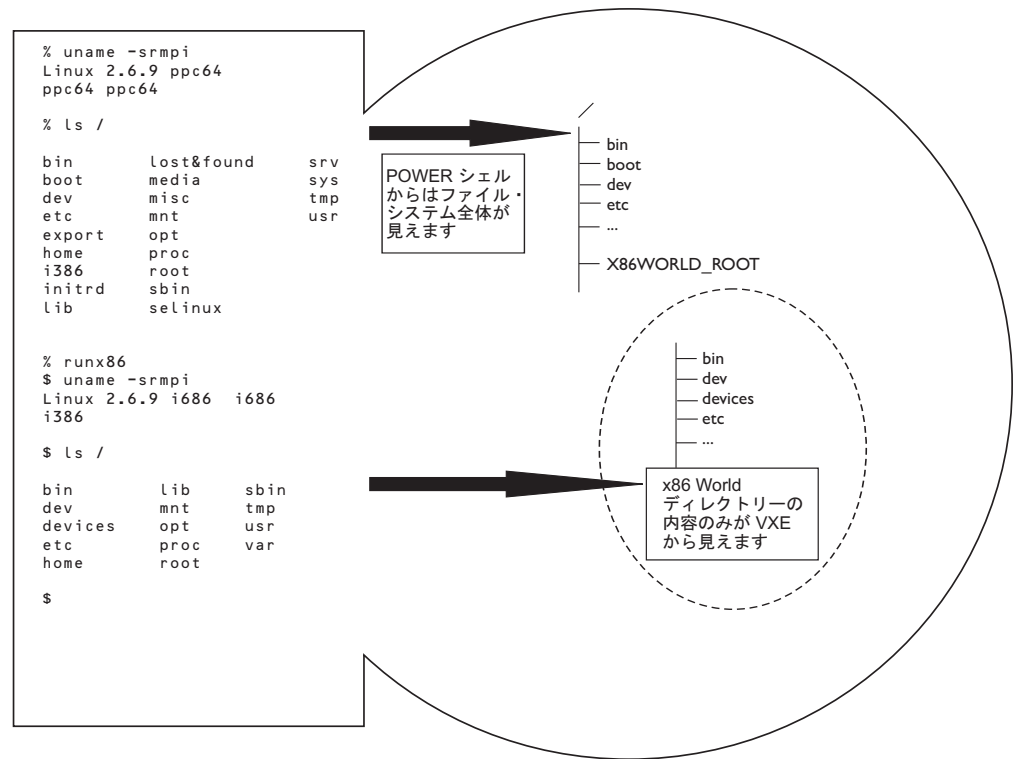 % uname -srmpi
Linux 2.6.9 ppc64
ppc64 ppc64
% ls /
bin lost&found srv
boot media sys
dev misc tmp
etc mnt usr
export opt
home proc
i386 root
initrd sbin
lib selinux
% runx86
$ uname -srmpi
Linux 2.6.9 i686 i686
i386
$ ls /
bin lib sbin
dev mnt tmp
devices opt usr
etc proc var
home root
$
POWER シェル
からはファイル・
システム全体が
見えます
/
bin
boot
dev
etc
...
X86WORLD_ROOT
bin
dev
devices
etc
...
x86 World
ディレクトリーの
内容のみが VXE
から見えます